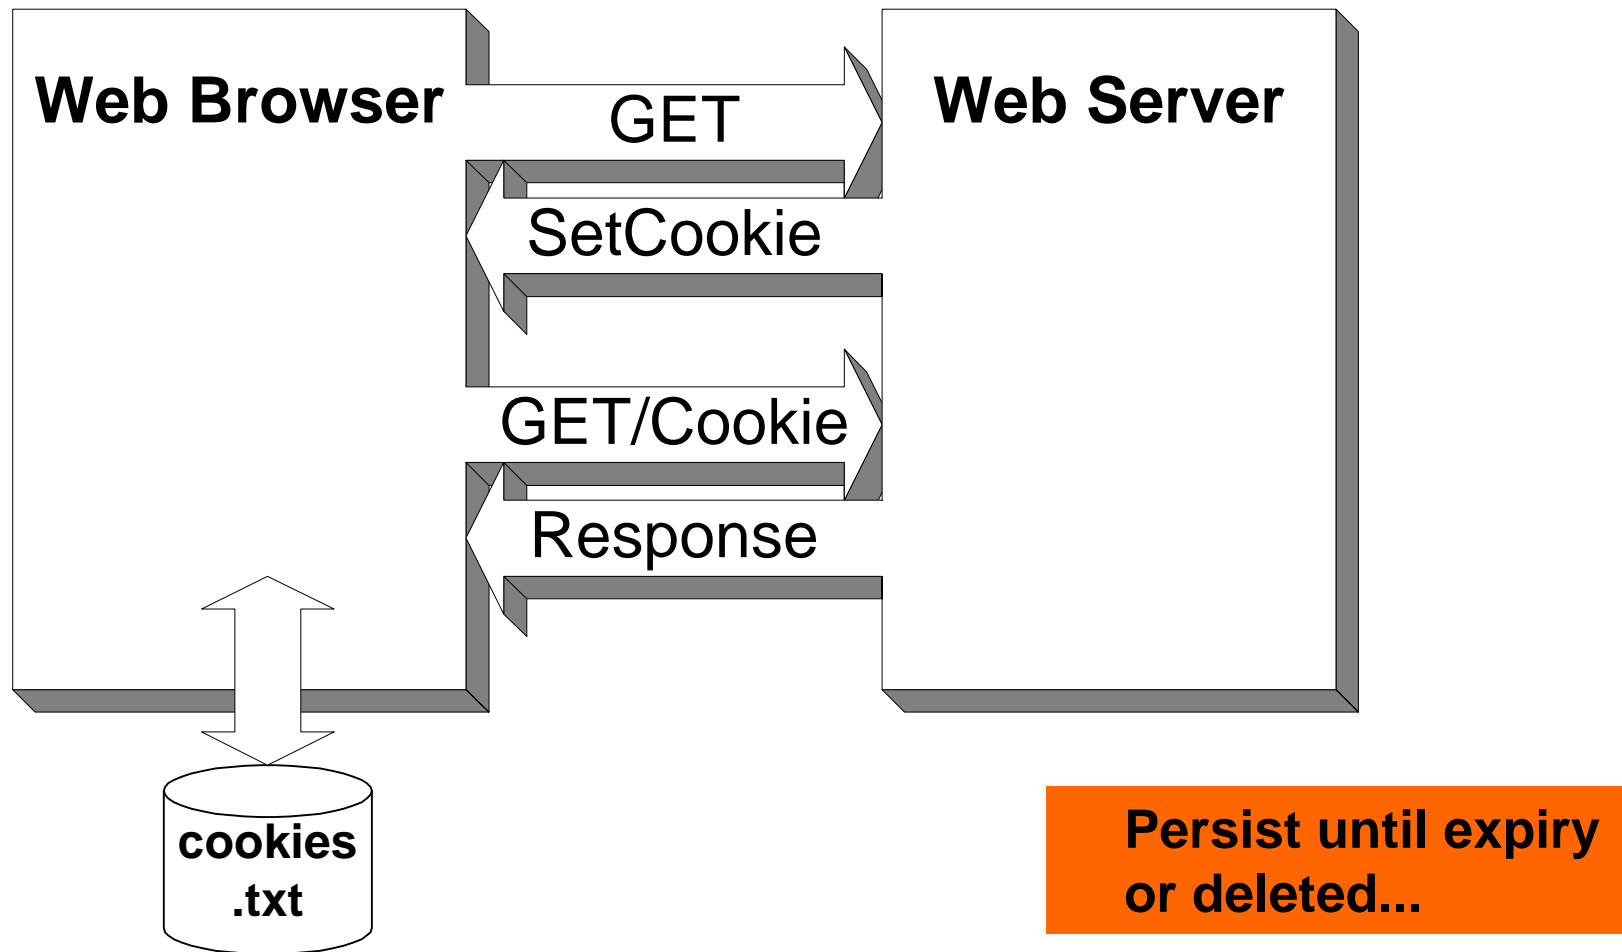 Web Browser
GET
Web Server
SetCookie
GET/Cookie
Response
cookies
.txt
Persist until expiry
or deleted...